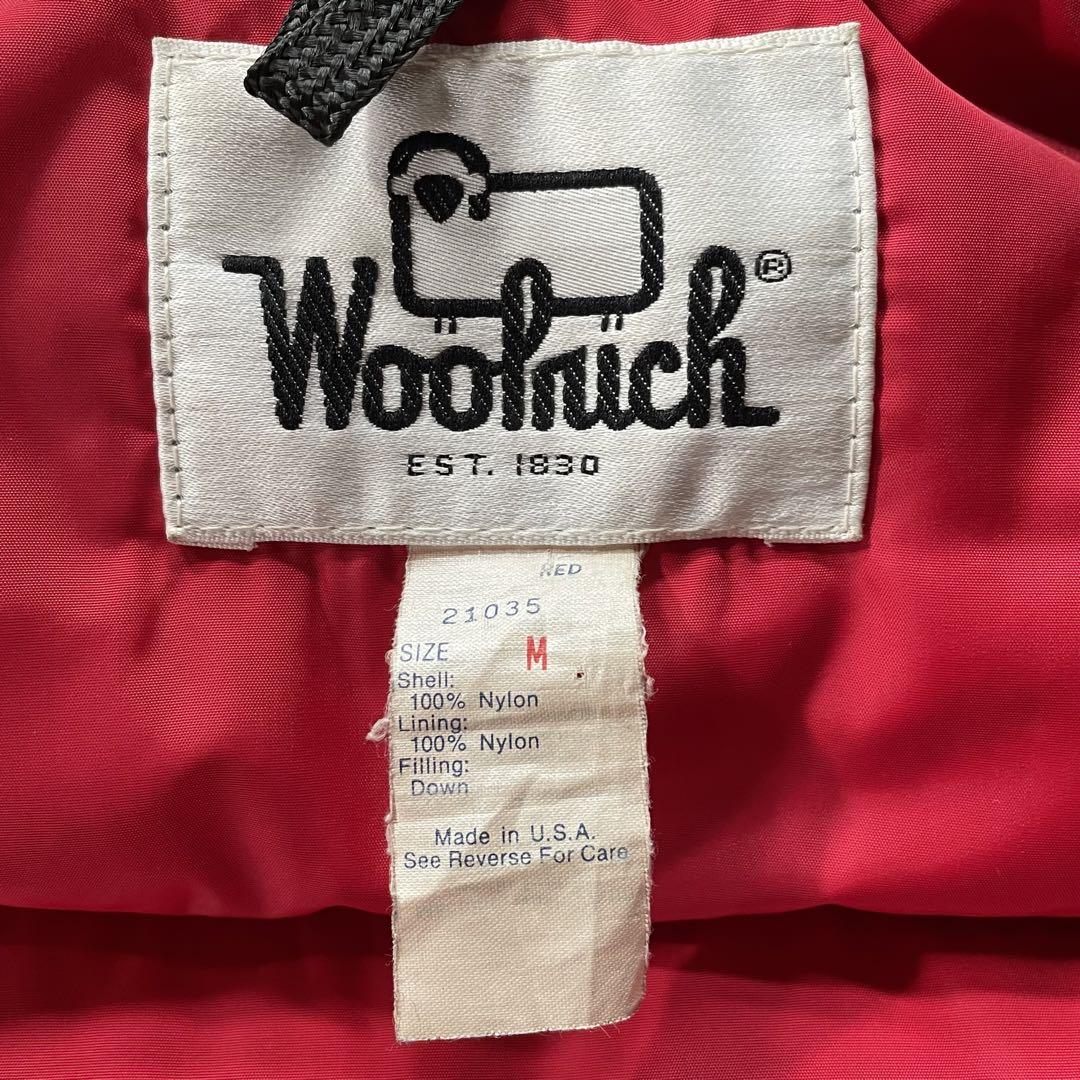 Woolrich®
EST. 1830
RED
21035
SIZE M
Shell:
100% Nylon
Lining:
100% Nylon
Filling:
Down
Made in U.S.A.
See Reverse For Care